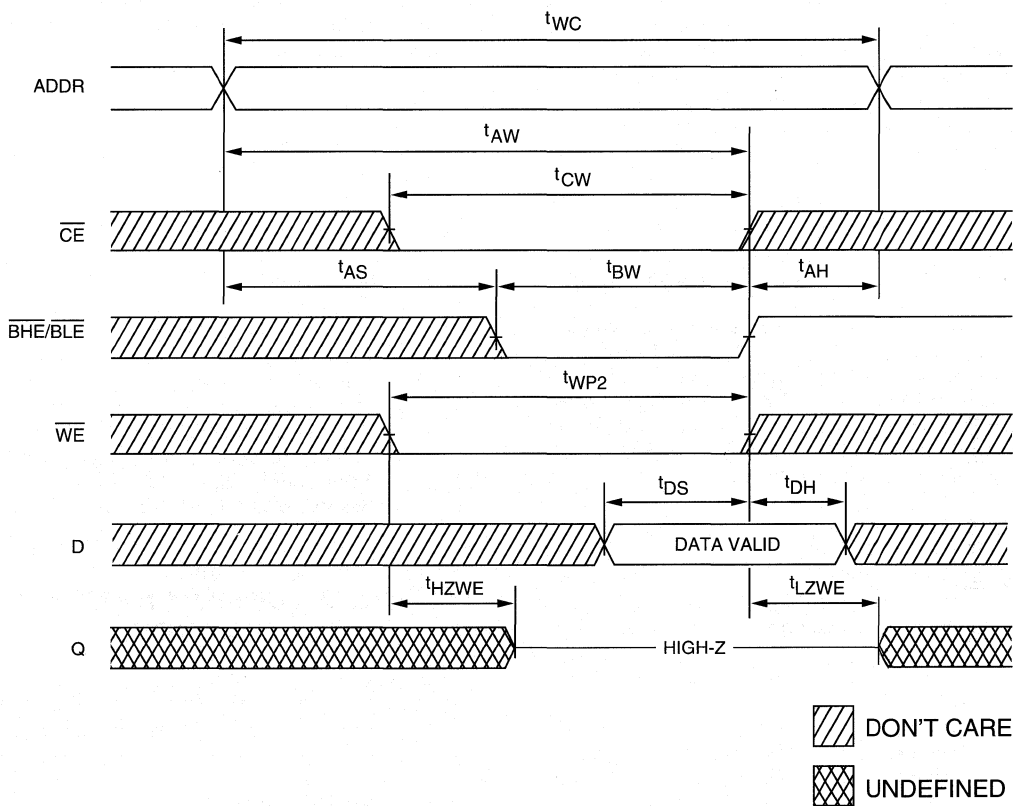 tWC
ADDR
tAW
tCW
CE
tAS
tBW
tAH
BHE/BLE
tWP2
WE
tDS
tDH
D
DATA VALID
tHZWE
tLZWE
Q
HIGH-Z
DON'T CARE
UNDEFINED